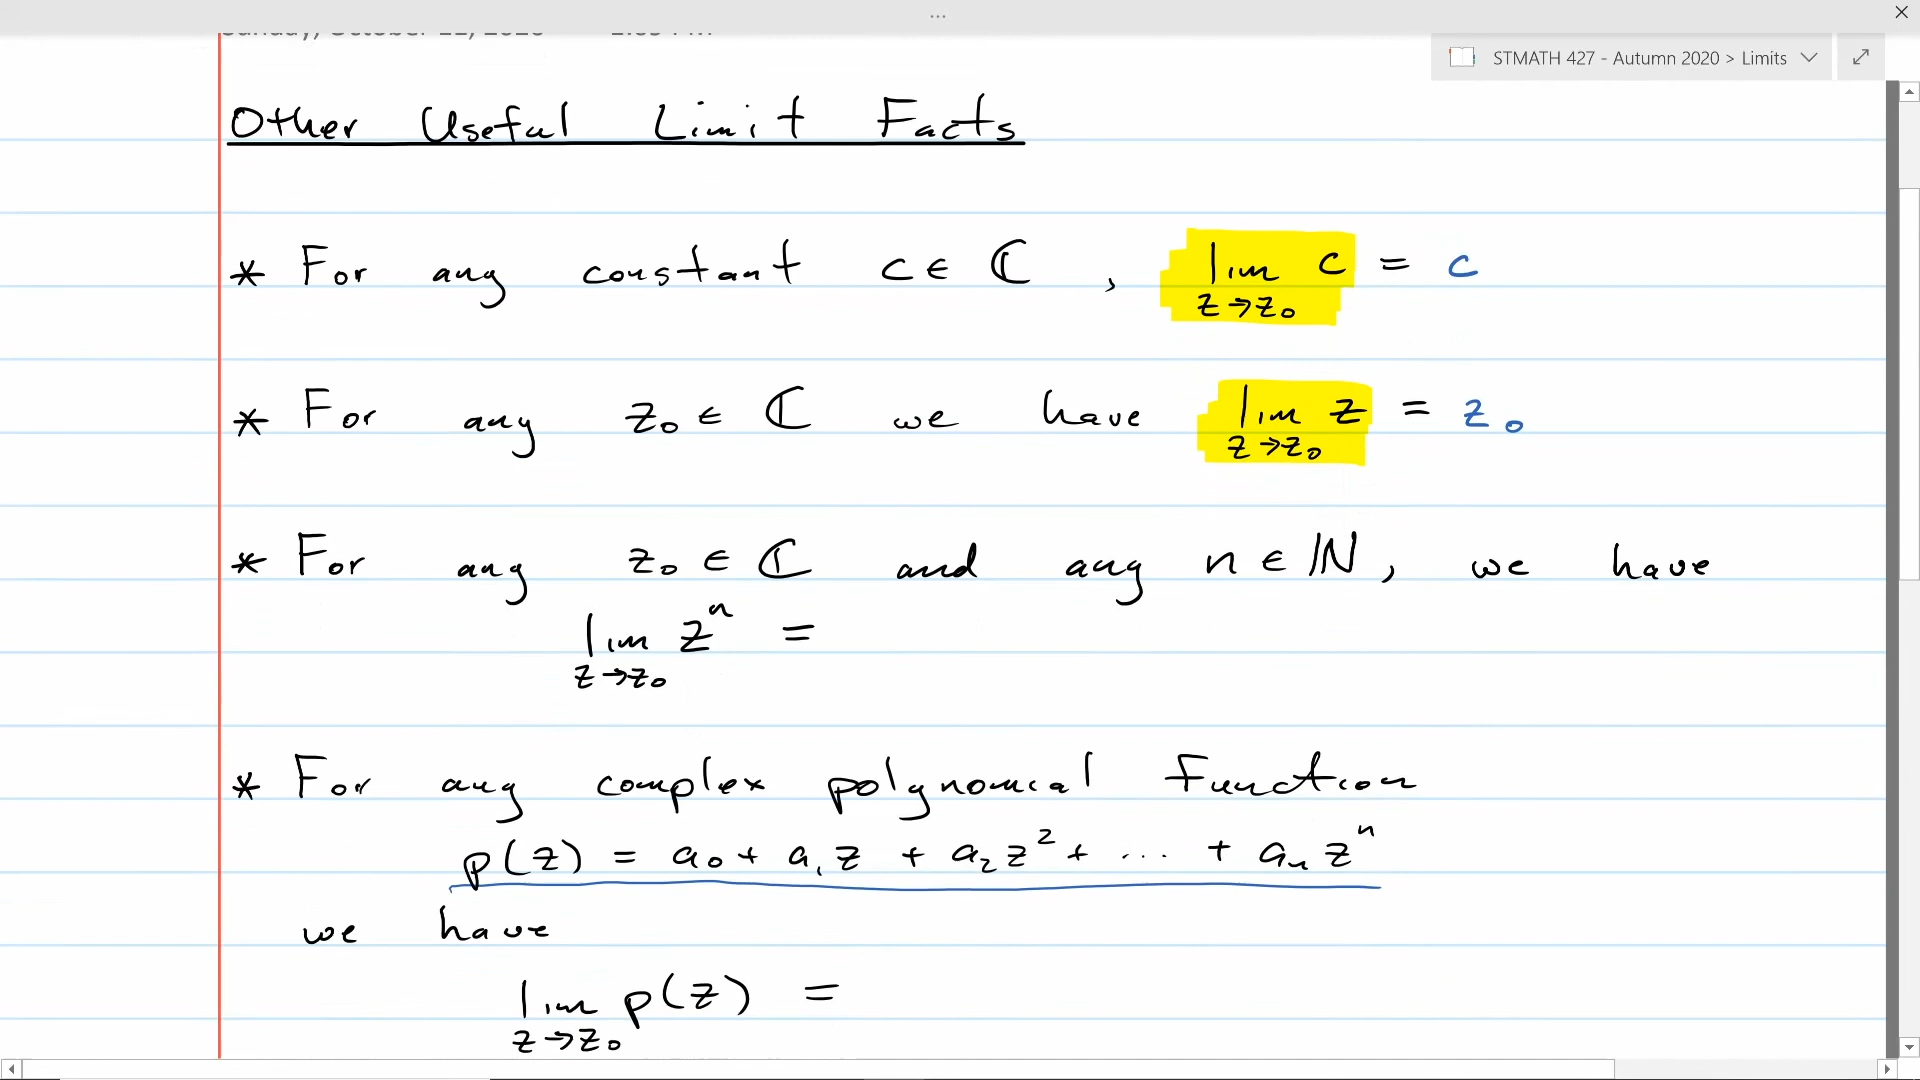 ...
STMATH 427 - Autumn 2020 > Limits
Other Useful Limit Facts
* For any constant c ∈ ℂ , lim c = c
z→z₀
* For any z₀ ∈ ℂ we have lim z = z₀
z→z₀
* For any z₀ ∈ ℂ and any n ∈ ℕ, we have
lim zⁿ =
z→z₀
* For any complex polynomial function
p(z) = a₀ + a₁z + a₂z² + ... + aₙzⁿ
we have
lim p(z) =
z→z₀